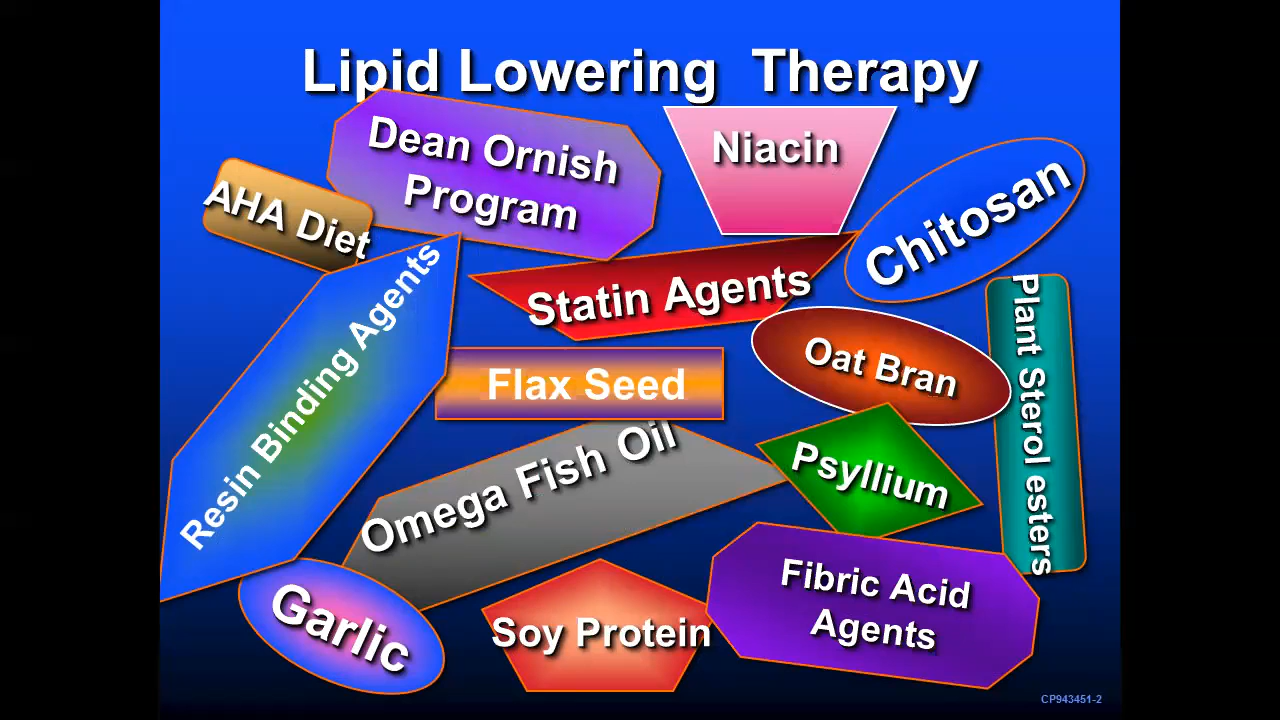 Lipid Lowering Therapy
Dean Ornish
Program
Niacin
AHA Diet
Chitosan
Statin Agents
Resin Binding Agents
Flax Seed
Oat Bran
Plant Sterol esters
Omega Fish Oil
Psyllium
Garlic
Soy Protein
Fibric Acid
Agents
CP943451-2